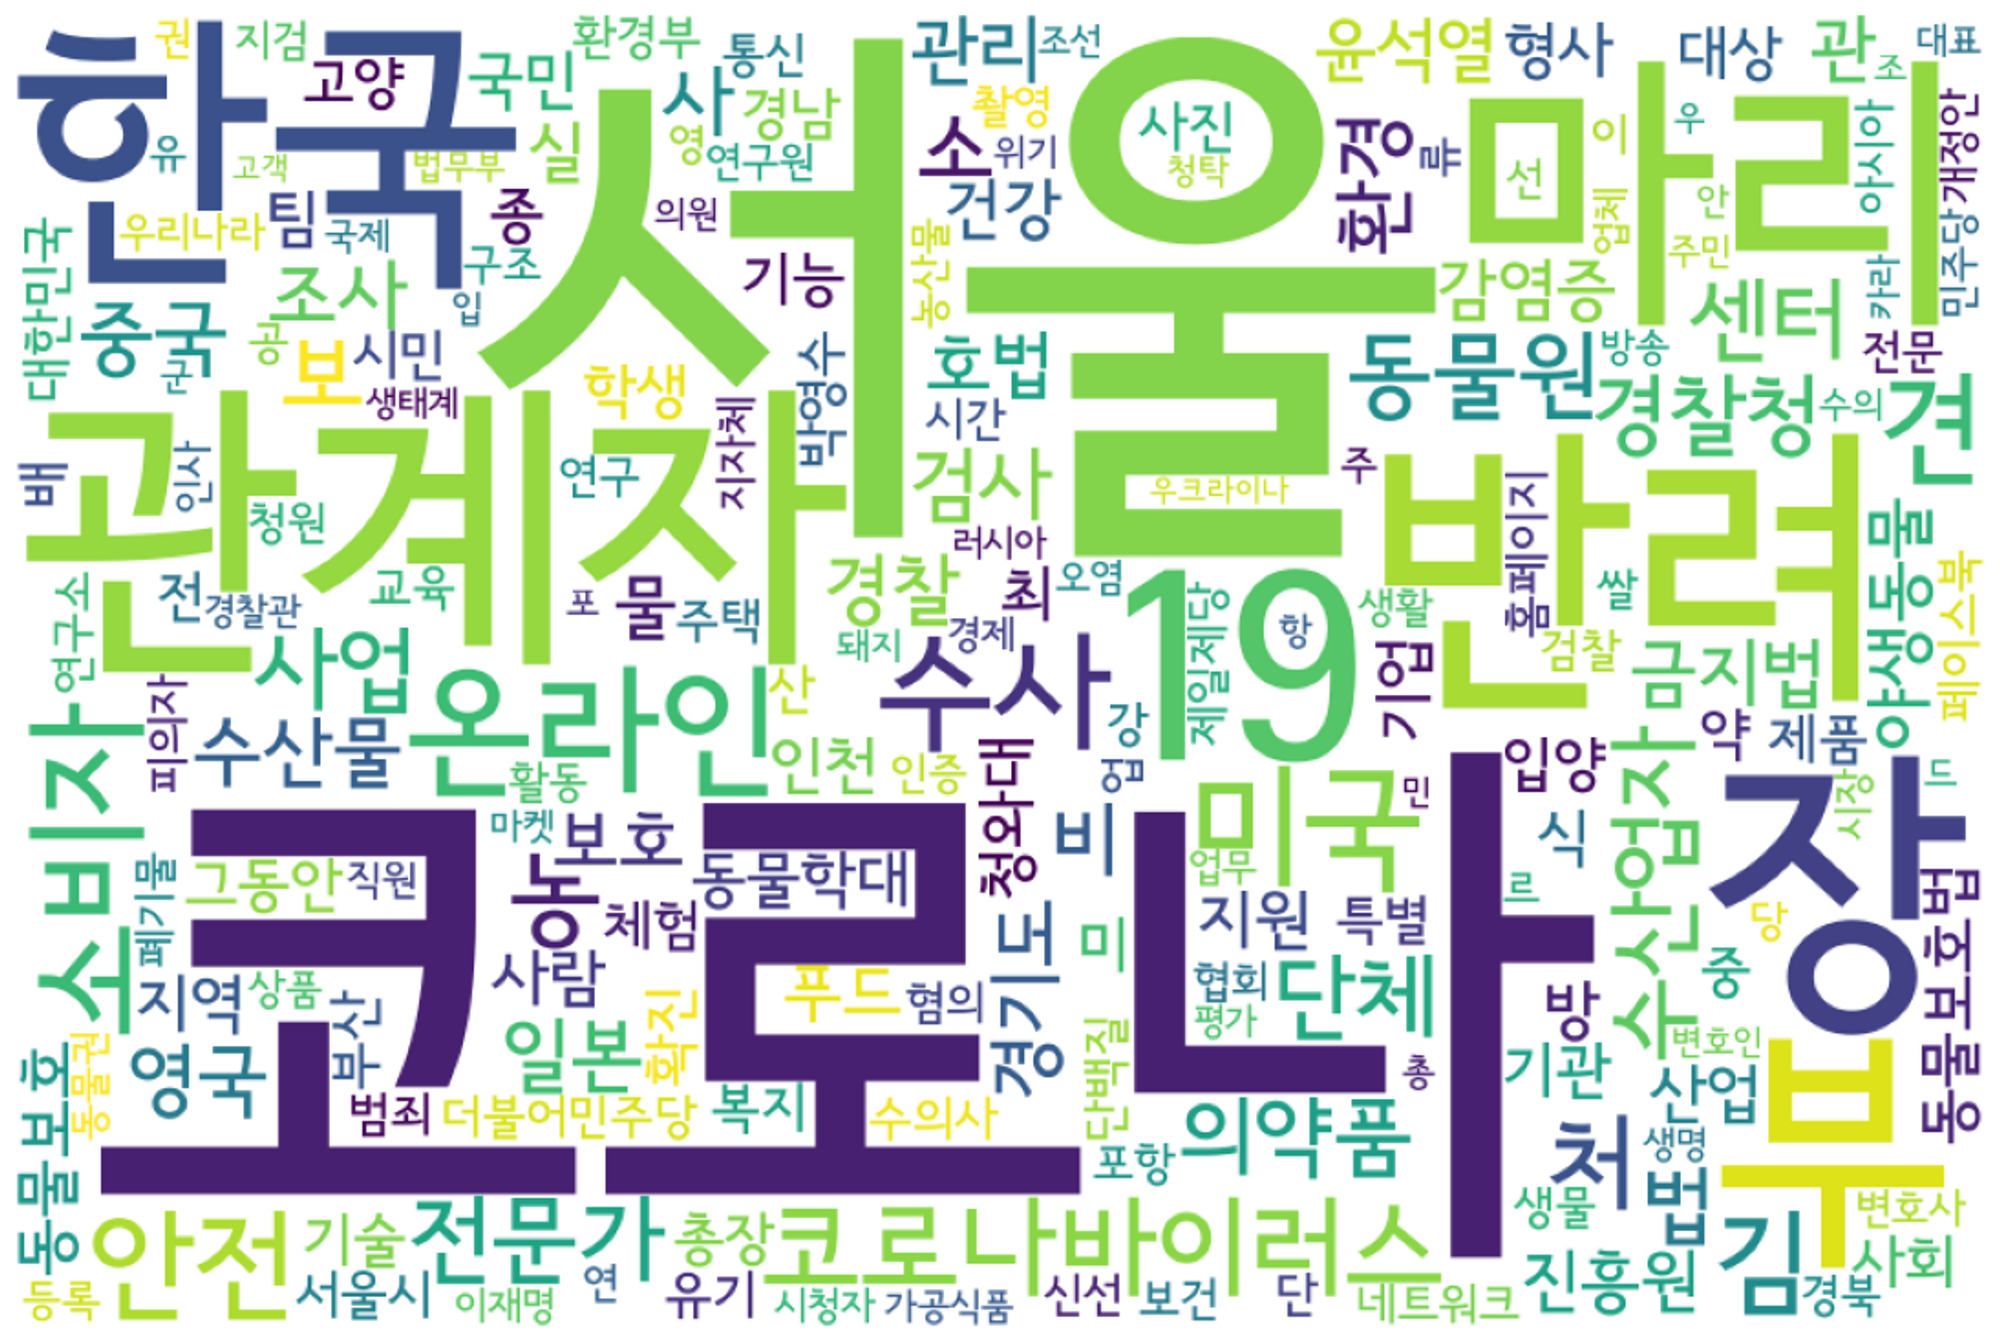 한국
서울
마리
권
지검
고양
국민
환경부
사
통신
관리
조선
윤석열
형사
대상
관
조
대표
유
고객
법무부
실
영
경남
연구원
소
촬영
위기
사진
청탁
환경
류
이
우
선
아시아
개정안
우리나라
팀
국제
종
의원
건강
업체
안
주민
카라
민주당
대한민국
중국
조사
구조
입
기능
농산물
감염증
센터
공
군
보
시민
생태계
학생
박영수
호법
시간
동물원
방송
전문
경찰청
수의
견
관계자
배
인사
청원
연구
지자체
검사
우크라이나
러시아
주
반려
홈페이지
야생동물
페이스북
연구소
전
경찰관
교육
포
물
주택
경찰
최
오염
19
제일제당
항
생활
쌀
검찰
금지법
사업
돼지
경제
수사
기업
소비자
피의자
수산물
온라인
활동
산
인천
인증
강
업
청와대
입양
약
제품
코로나
마켓
보호
농
비
미국
민
식
수산업자
시장
드
장
그동안
직원
동물학대
업무
르
폐기물
체험
지원
특별
당
동물보호법
지역
상품
사람
푸드
혐의
경기도
미
협회
단체
평가
방
중
변호인
동물보호
동물권
영국
부산
일본
확진
단백질
총
기관
산업
부
범죄
더불어민주당
복지
수의사
포항
의약품
처
생명
법
생물
김
변호사
사회
안전
기술
전문가
총장
코로나바이러스
진흥원
등록
서울시
이재명
연
유기
시청자
가공식품
신선
보건
단
네트워크
경북